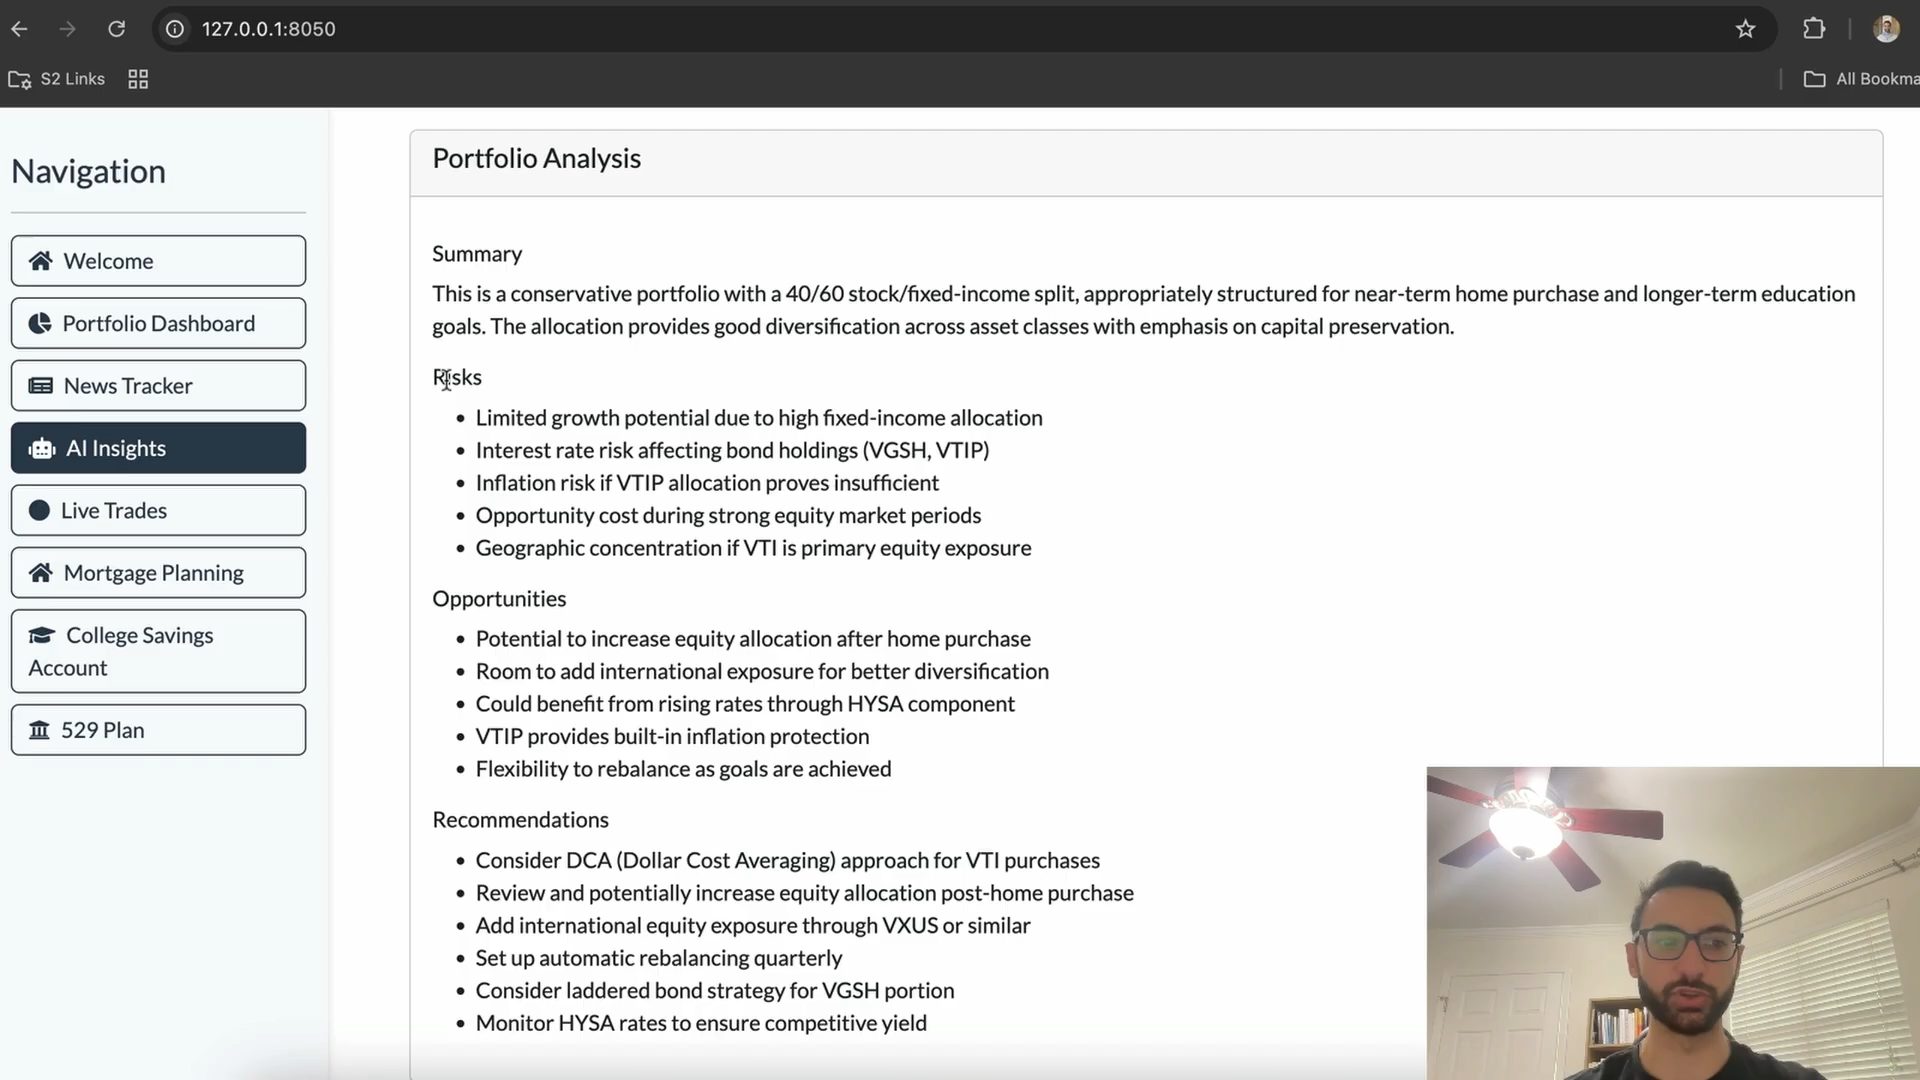 127.0.0.1:8050
S2 Links
All Bookma
Navigation
Welcome
Portfolio Dashboard
News Tracker
AI Insights
Live Trades
Mortgage Planning
College Savings
Account
529 Plan
Portfolio Analysis
Summary
This is a conservative portfolio with a 40/60 stock/fixed-income split, appropriately structured for near-term home purchase and longer-term education
goals. The allocation provides good diversification across asset classes with emphasis on capital preservation.
Risks
• Limited growth potential due to high fixed-income allocation
• Interest rate risk affecting bond holdings (VGSH, VTIP)
• Inflation risk if VTIP allocation proves insufficient
• Opportunity cost during strong equity market periods
• Geographic concentration if VTI is primary equity exposure
Opportunities
• Potential to increase equity allocation after home purchase
• Room to add international exposure for better diversification
• Could benefit from rising rates through HYSA component
• VTIP provides built-in inflation protection
• Flexibility to rebalance as goals are achieved
Recommendations
• Consider DCA (Dollar Cost Averaging) approach for VTI purchases
• Review and potentially increase equity allocation post-home purchase
• Add international equity exposure through VXUS or similar
• Set up automatic rebalancing quarterly
• Consider laddered bond strategy for VGSH portion
• Monitor HYSA rates to ensure competitive yield